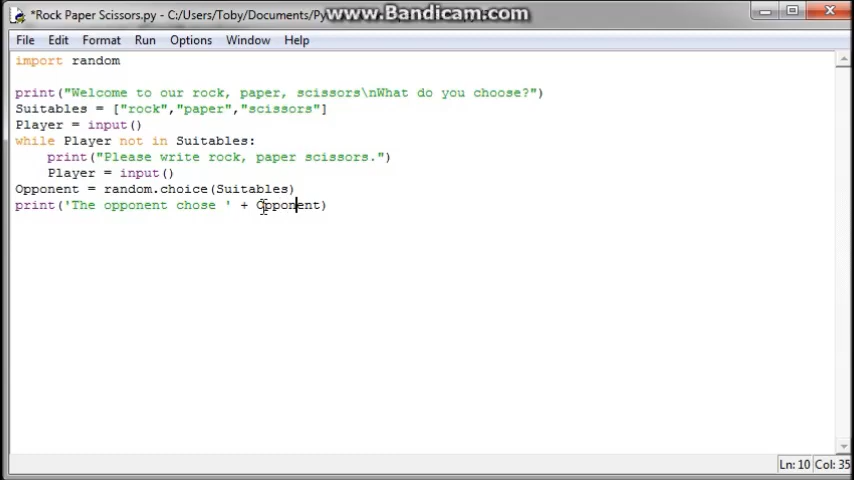 *Rock Paper Scissors.py - C:/Users/Toby/Documents/Py
www.Bandicam.com
File Edit Format Run Options Window Help
import random
print("Welcome to our rock, paper, scissors\nWhat do you choose?")
Suitables = ["rock","paper","scissors"]
Player = input()
while Player not in Suitables:
    print("Please write rock, paper scissors.")
    Player = input()
Opponent = random.choice(Suitables)
print('The opponent chose ' + Opponent)
Ln: 10 Col: 35